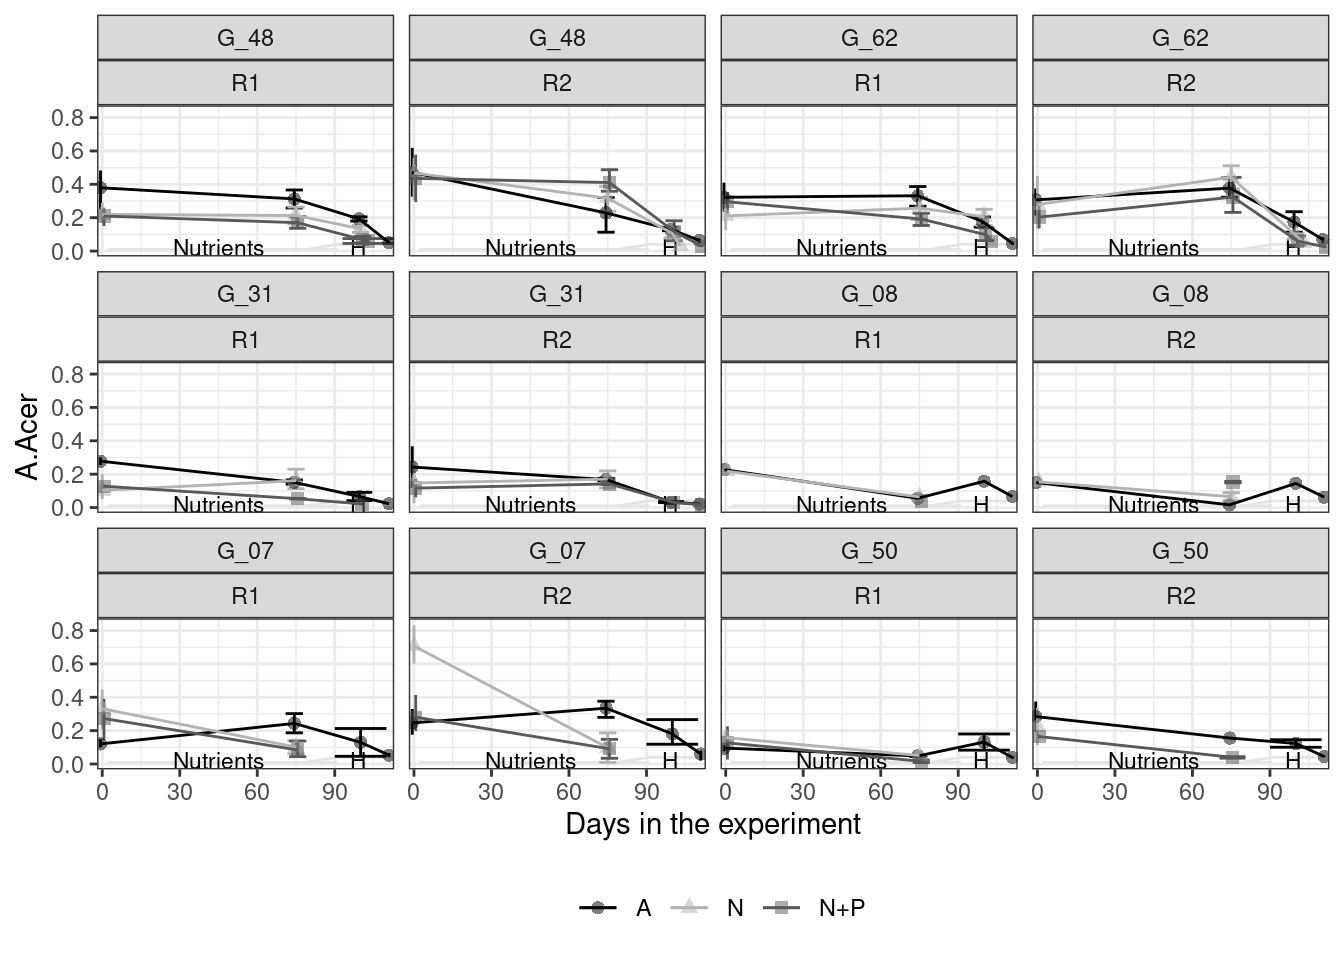 G_48 G_48 G_62 G_62
R1 R2 R1 R2
0.8
0.6
0.4
0.2
0.0
Nutrients H Nutrients H Nutrients H Nutrients H
G_31 G_31 G_08 G_08
R1 R2 R1 R2
0.8
0.6
0.4
0.2
0.0
Nutrients H Nutrients H Nutrients H Nutrients H
A.Acer
G_07 G_07 G_50 G_50
R1 R2 R1 R2
0.8
0.6
0.4
0.2
0.0
Nutrients H Nutrients H Nutrients H Nutrients H
0 30 60 90 0 30 60 90 0 30 60 90 0 30 60 90
Days in the experiment
A N N+P